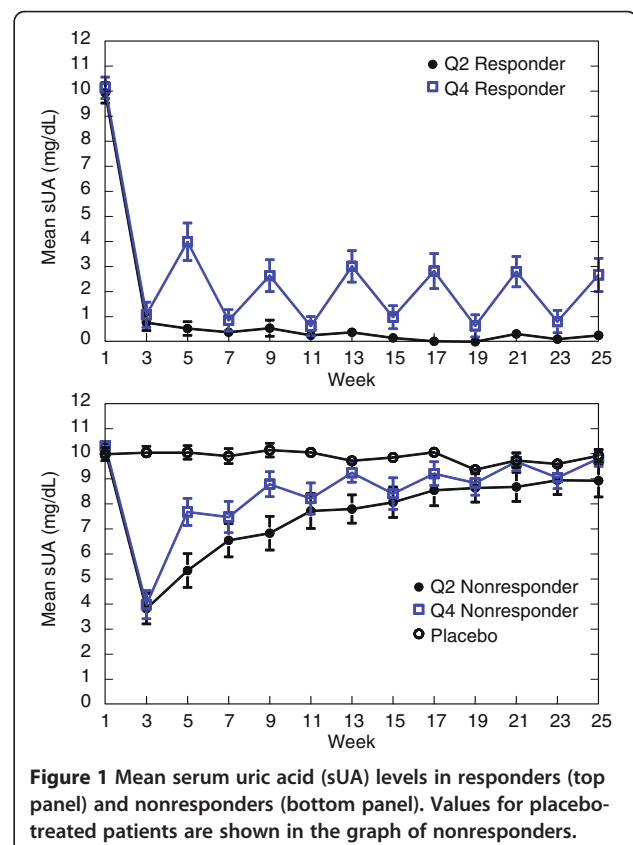 12
11
10
9
8
7
6
5
4
3
2
1
0
Mean sUA (mg/dL)
Q2 Responder
Q4 Responder
1 3 5 7 9 11 13 15 17 19 21 23 25
Week
12
11
10
9
8
7
6
5
4
3
2
1
0
Mean sUA (mg/dL)
Q2 Nonresponder
Q4 Nonresponder
Placebo
1 3 5 7 9 11 13 15 17 19 21 23 25
Week
Figure 1 Mean serum uric acid (sUA) levels in responders (top
panel) and nonresponders (bottom panel). Values for placebo-
treated patients are shown in the graph of nonresponders.